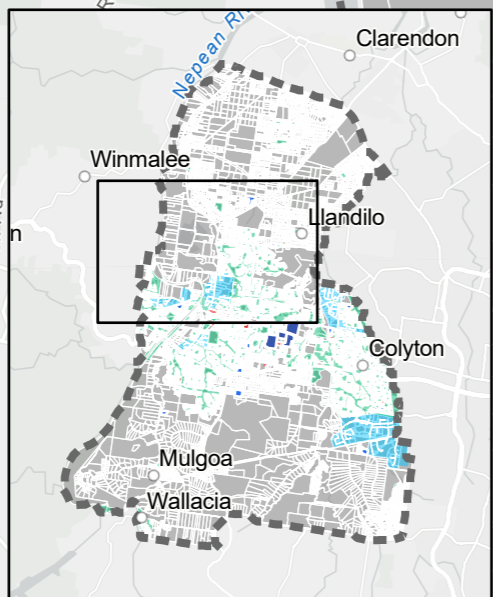 Nepean Ri
Clarendon
Winmalee
Llandilo
n
Colyton
Mulgoa
Wallacia